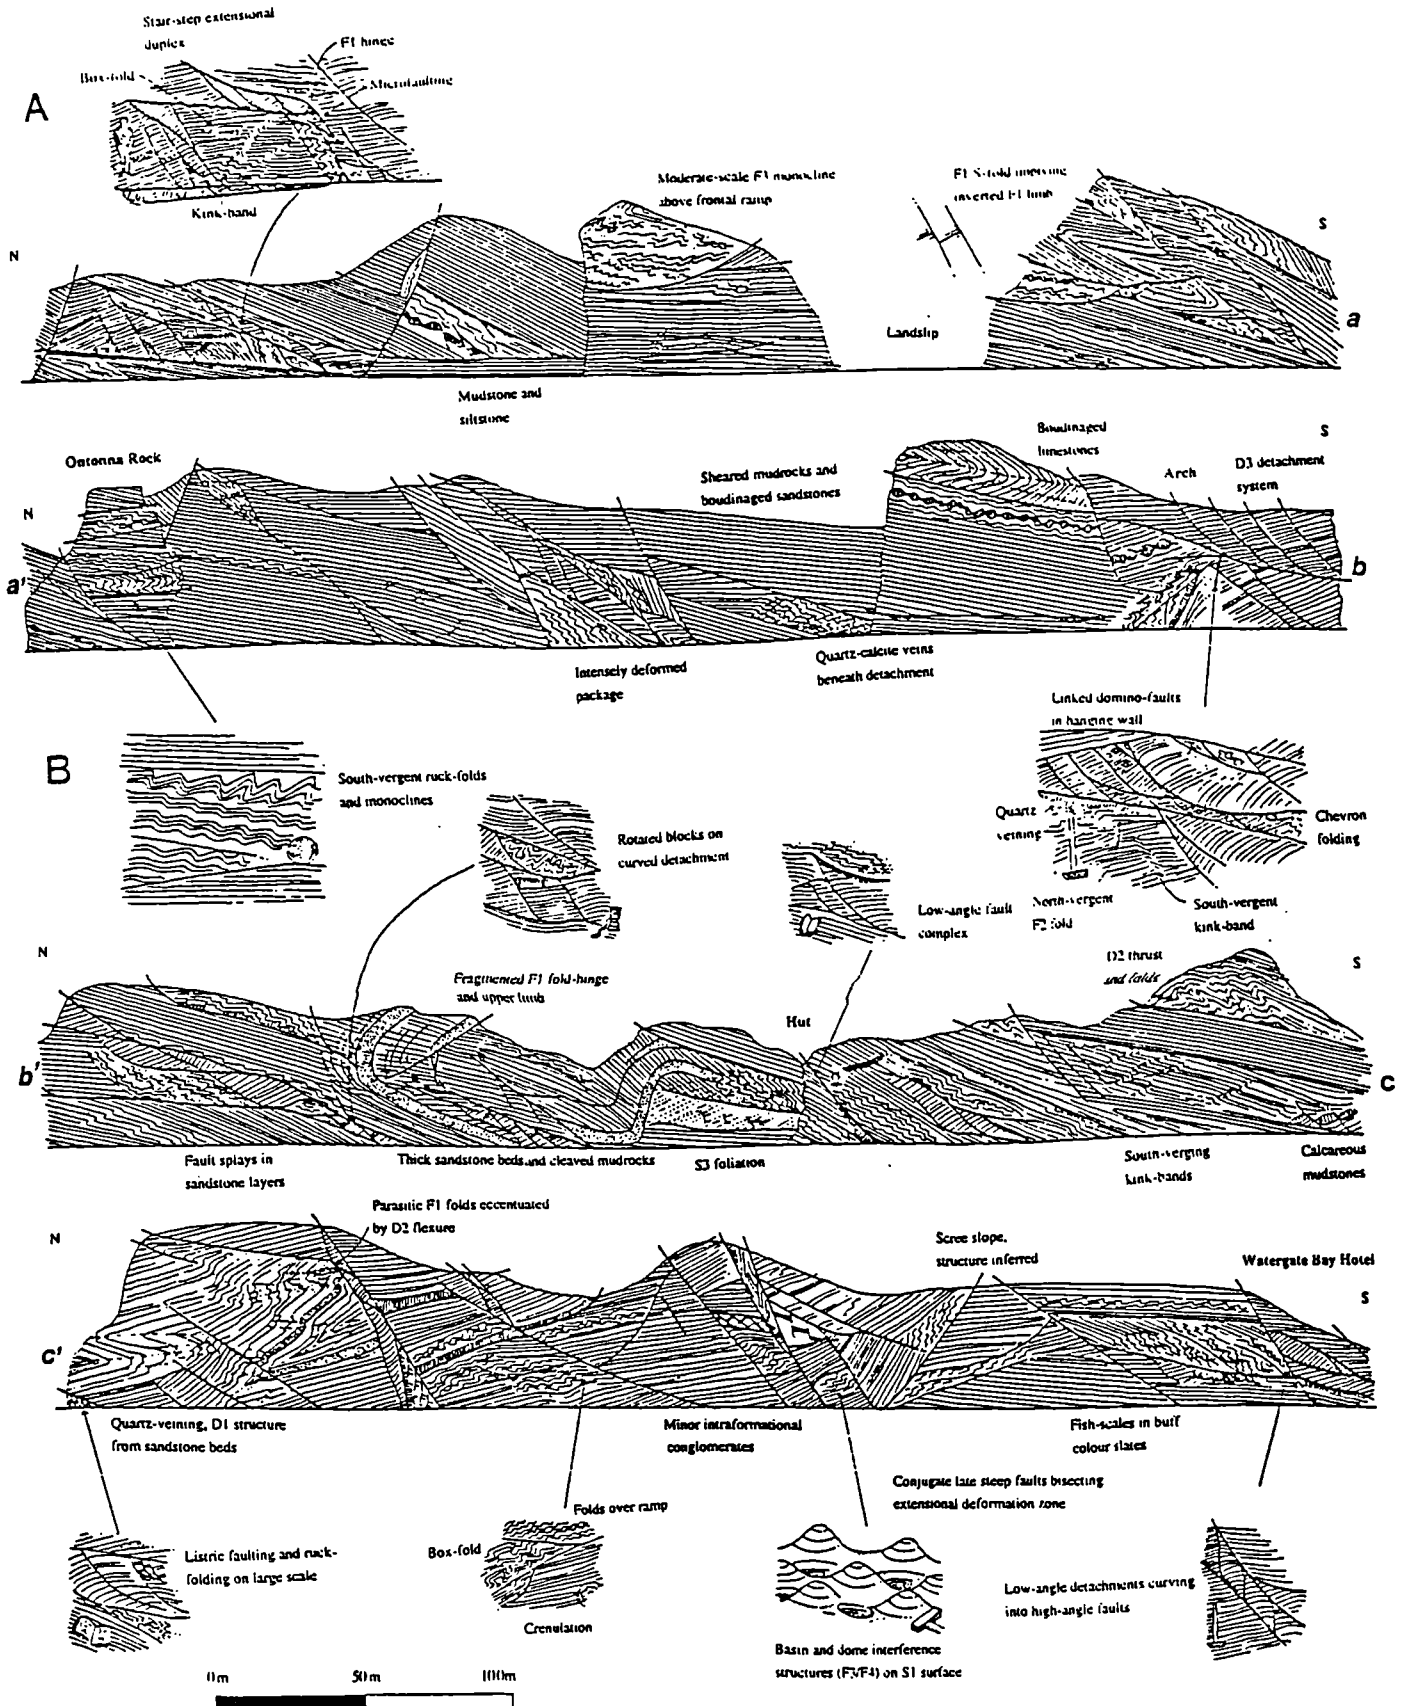 Stair-step extensional
duplex
F1 hinge
Box-fold
Microfaulting
A
Kink-band
Moderate-scale F3 monocline
above frontal ramp
F1 S-fold implying
inverted F1 limb
N
S
a
Landslip
Mudstone and
siltstone
Boudinaged
limestones
S
Ontonna Rock
Sheared mudrocks and
boudinaged sandstones
Arch
D3 detachment
system
N
a'
b
Intensely deformed
package
Quartz-calcite veins
beneath detachment
Linked domino-faults
in hanging wall
B
South-vergent ruck-folds
and monoclines
Rotated blocks on
curved detachment
Quartz
veining
Chevron
folding
Low-angle fault
complex
North-vergent
F2 fold
South-vergent
kink-band
N
Fragmented F1 fold-hinge
and upper limb
D2 thrust
and folds
S
Hut
b'
c
Fault splays in
sandstone layers
Thick sandstone beds and cleaved mudrocks
S3 foliation
South-verging
kink-bands
Calcareous
mudstones
Parasitic F1 folds eccentuated
by D2 flexure
N
Scree slope,
structure inferred
Watergate Bay Hotel
S
c'
Quartz-veining, D1 structure
from sandstone beds
Minor intraformational
conglomerates
Fish-scales in buff
colour slates
Conjugate late steep faults bisecting
extensional deformation zone
Folds over ramp
Listric faulting and ruck-
folding on large scale
Box-fold
Low-angle detachments curving
into high-angle faults
Crenulation
Basin and dome interference
structures (F3/F4) on S1 surface
0m 50m 100m